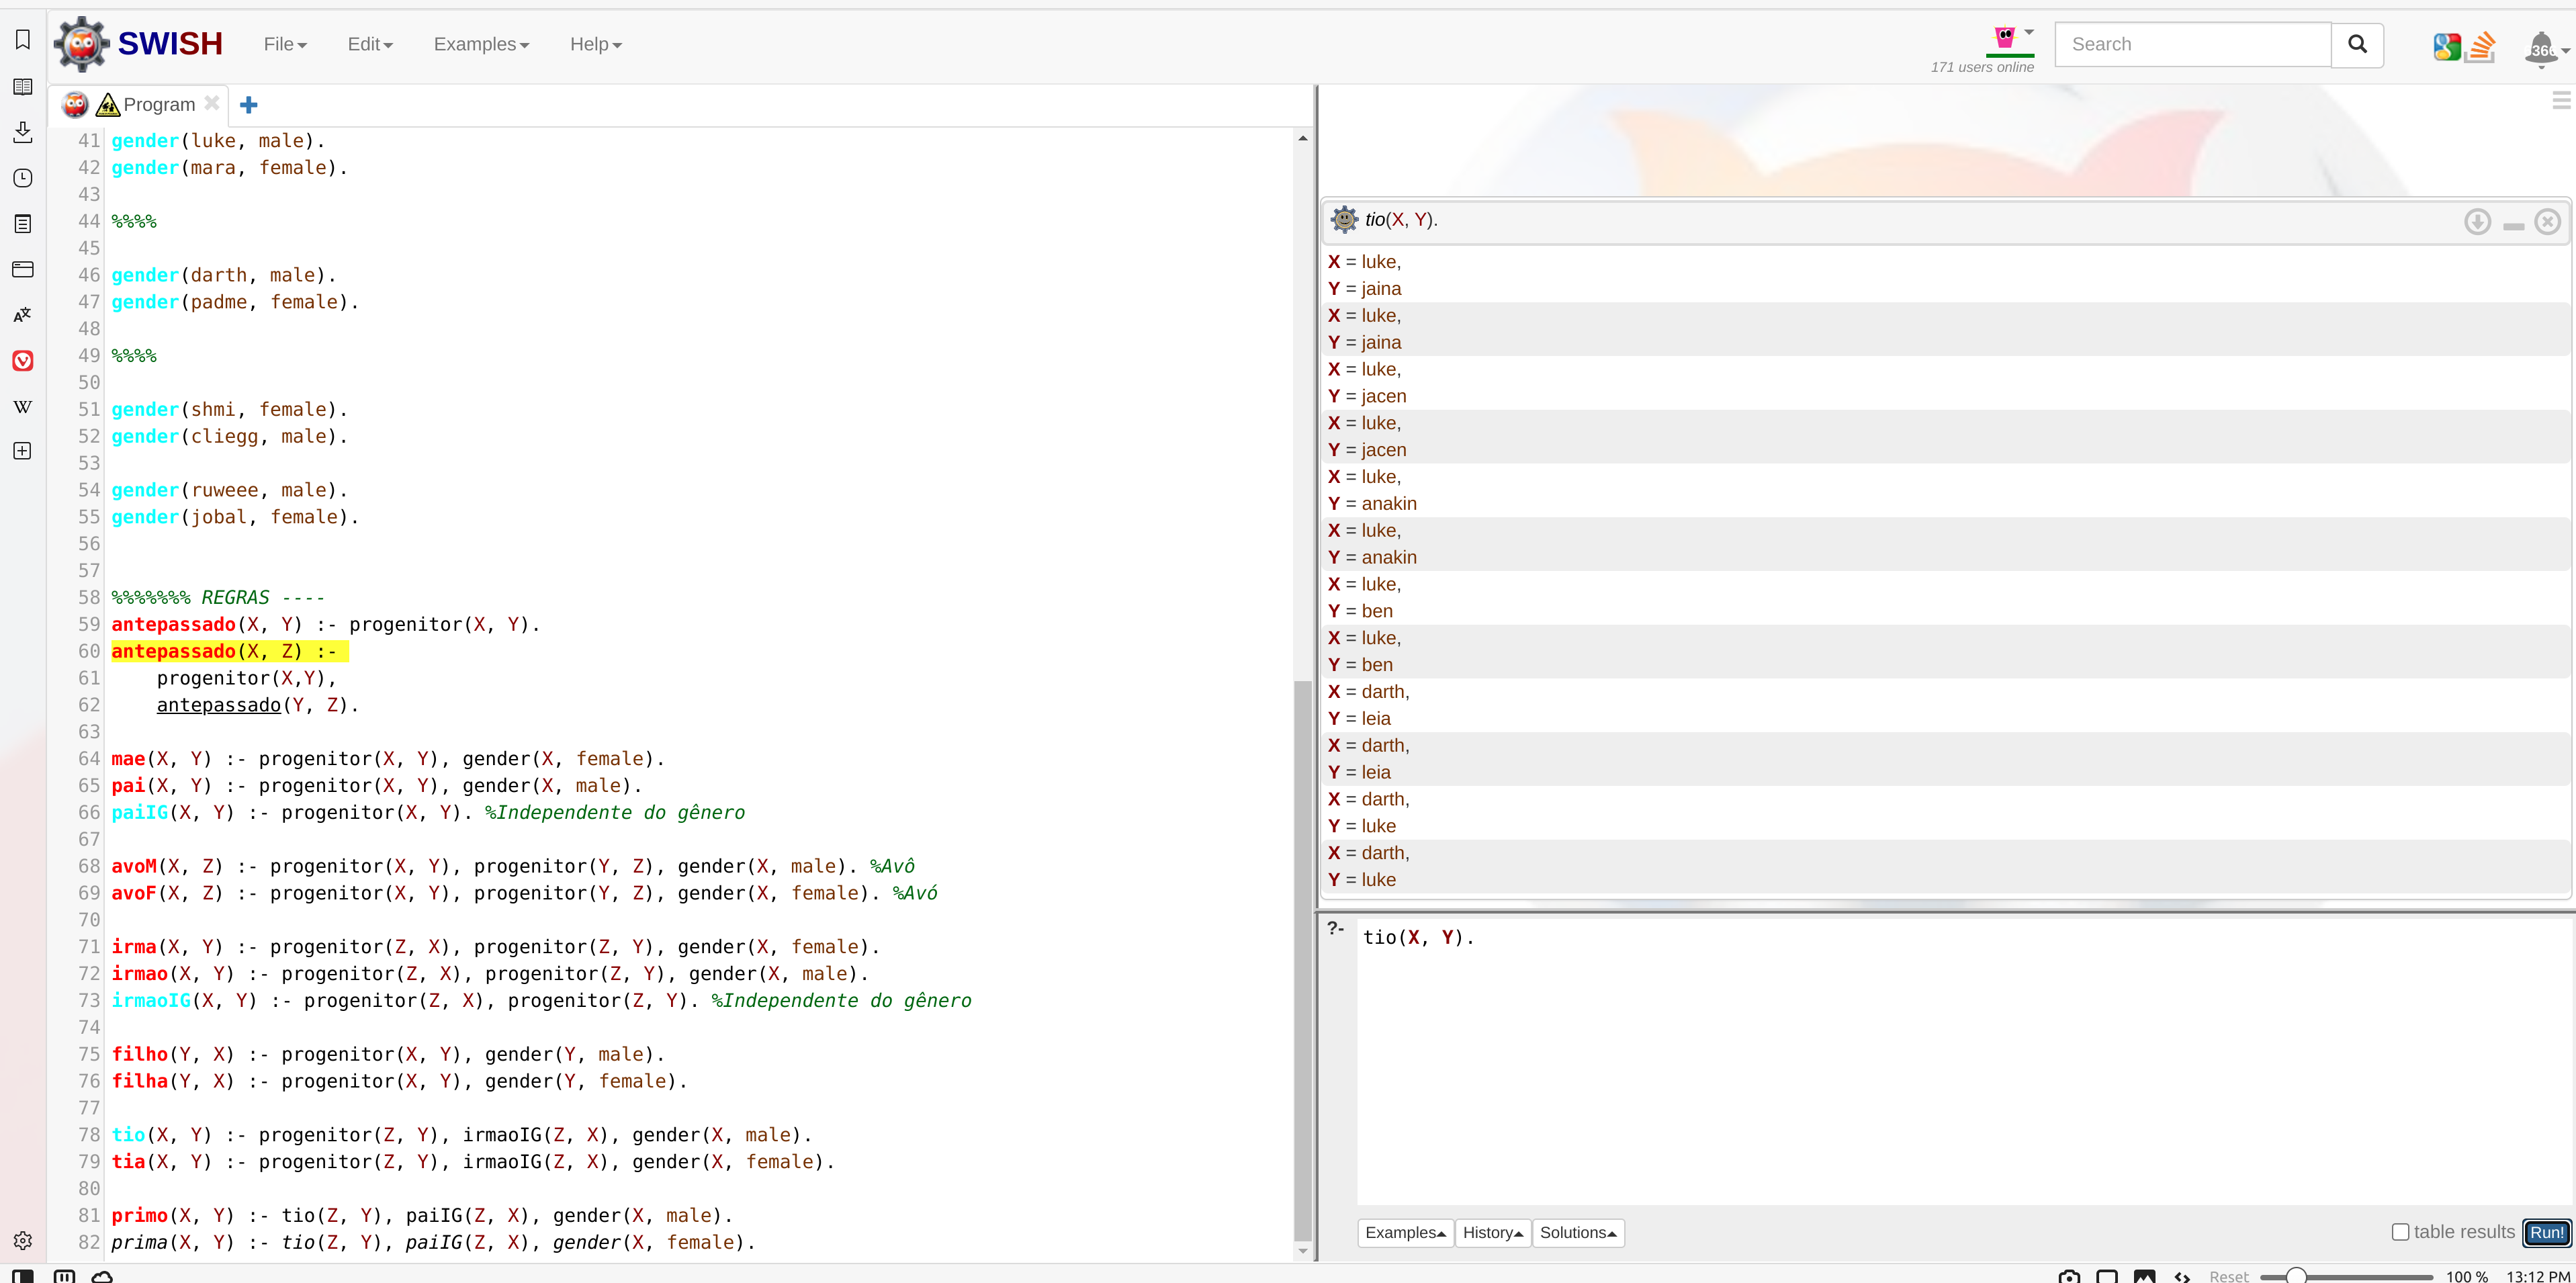 SWISH File Edit Examples Help
171 users online
Search
366
Program
41 gender(luke, male).
42 gender(mara, female).
43
44 %%%%
45
46 gender(darth, male).
47 gender(padme, female).
48
49 %%%%
50
51 gender(shmi, female).
52 gender(cliegg, male).
53
54 gender(ruweee, male).
55 gender(jobal, female).
56
57
58 %%%%%%% REGRAS ----
59 antepassado(X, Y) :- progenitor(X, Y).
60 antepassado(X, Z) :-
61 progenitor(X,Y),
62 antepassado(Y, Z).
63
64 mae(X, Y) :- progenitor(X, Y), gender(X, female).
65 pai(X, Y) :- progenitor(X, Y), gender(X, male).
66 paiIG(X, Y) :- progenitor(X, Y). %Independente do gênero
67
68 avoM(X, Z) :- progenitor(X, Y), progenitor(Y, Z), gender(X, male). %Avô
69 avoF(X, Z) :- progenitor(X, Y), progenitor(Y, Z), gender(X, female). %Avó
70
71 irma(X, Y) :- progenitor(Z, X), progenitor(Z, Y), gender(X, female).
72 irmao(X, Y) :- progenitor(Z, X), progenitor(Z, Y), gender(X, male).
73 irmaoIG(X, Y) :- progenitor(Z, X), progenitor(Z, Y). %Independente do gênero
74
75 filho(Y, X) :- progenitor(X, Y), gender(Y, male).
76 filha(Y, X) :- progenitor(X, Y), gender(Y, female).
77
78 tio(X, Y) :- progenitor(Z, Y), irmaoIG(Z, X), gender(X, male).
79 tia(X, Y) :- progenitor(Z, Y), irmaoIG(Z, X), gender(X, female).
80
81 primo(X, Y) :- tio(Z, Y), paiIG(Z, X), gender(X, male).
82 prima(X, Y) :- tio(Z, Y), paiIG(Z, X), gender(X, female).
tio(X, Y).
X = luke,
Y = jaina
X = luke,
Y = jaina
X = luke,
Y = jacen
X = luke,
Y = jacen
X = luke,
Y = anakin
X = luke,
Y = anakin
X = luke,
Y = ben
X = luke,
Y = ben
X = darth,
Y = leia
X = darth,
Y = leia
X = darth,
Y = luke
X = darth,
Y = luke
?- tio(X, Y).
Examples History Solutions table results Run!
Reset 100 % 13:12 PM